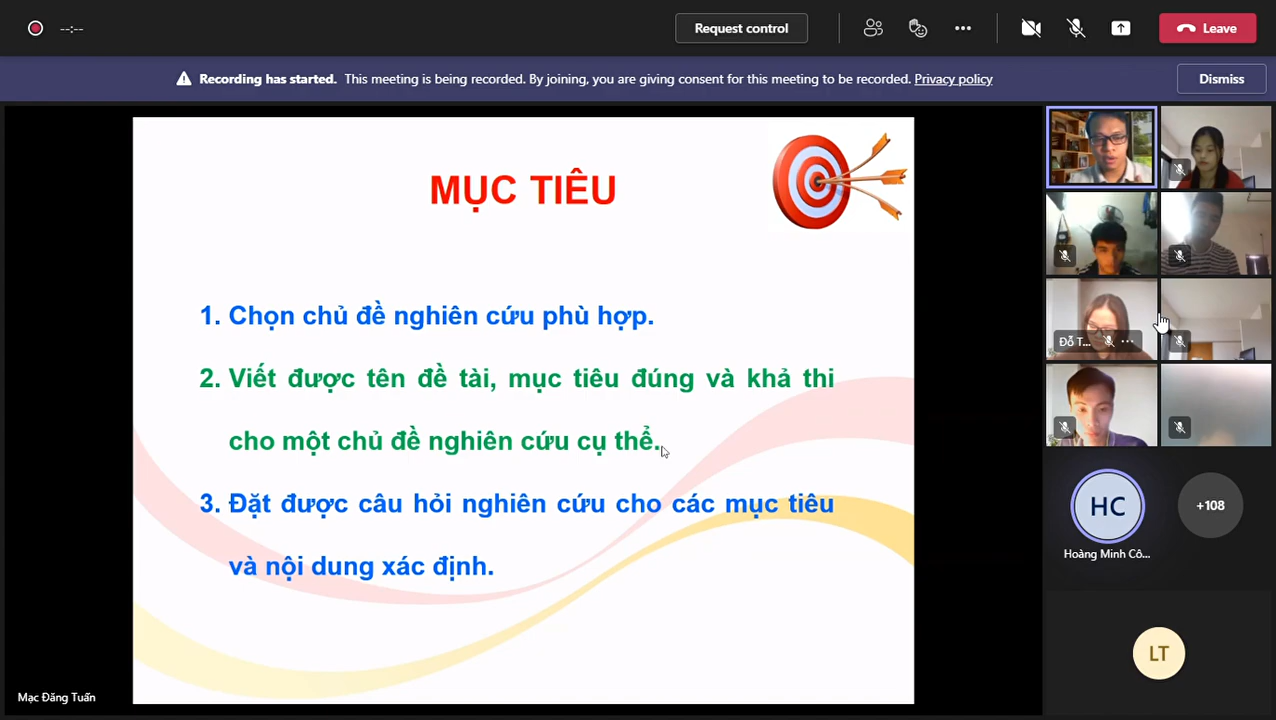 --:--
Request control
Leave
Recording has started. This meeting is being recorded. By joining, you are giving consent for this meeting to be recorded. Privacy policy
Dismiss
MỤC TIÊU
1. Chọn chủ đề nghiên cứu phù hợp.
2. Viết được tên đề tài, mục tiêu đúng và khả thi
cho một chủ đề nghiên cứu cụ thể.
3. Đặt được câu hỏi nghiên cứu cho các mục tiêu
và nội dung xác định.
Đỗ T...
HC
+108
Hoàng Minh Cô...
LT
Mạc Đăng Tuấn